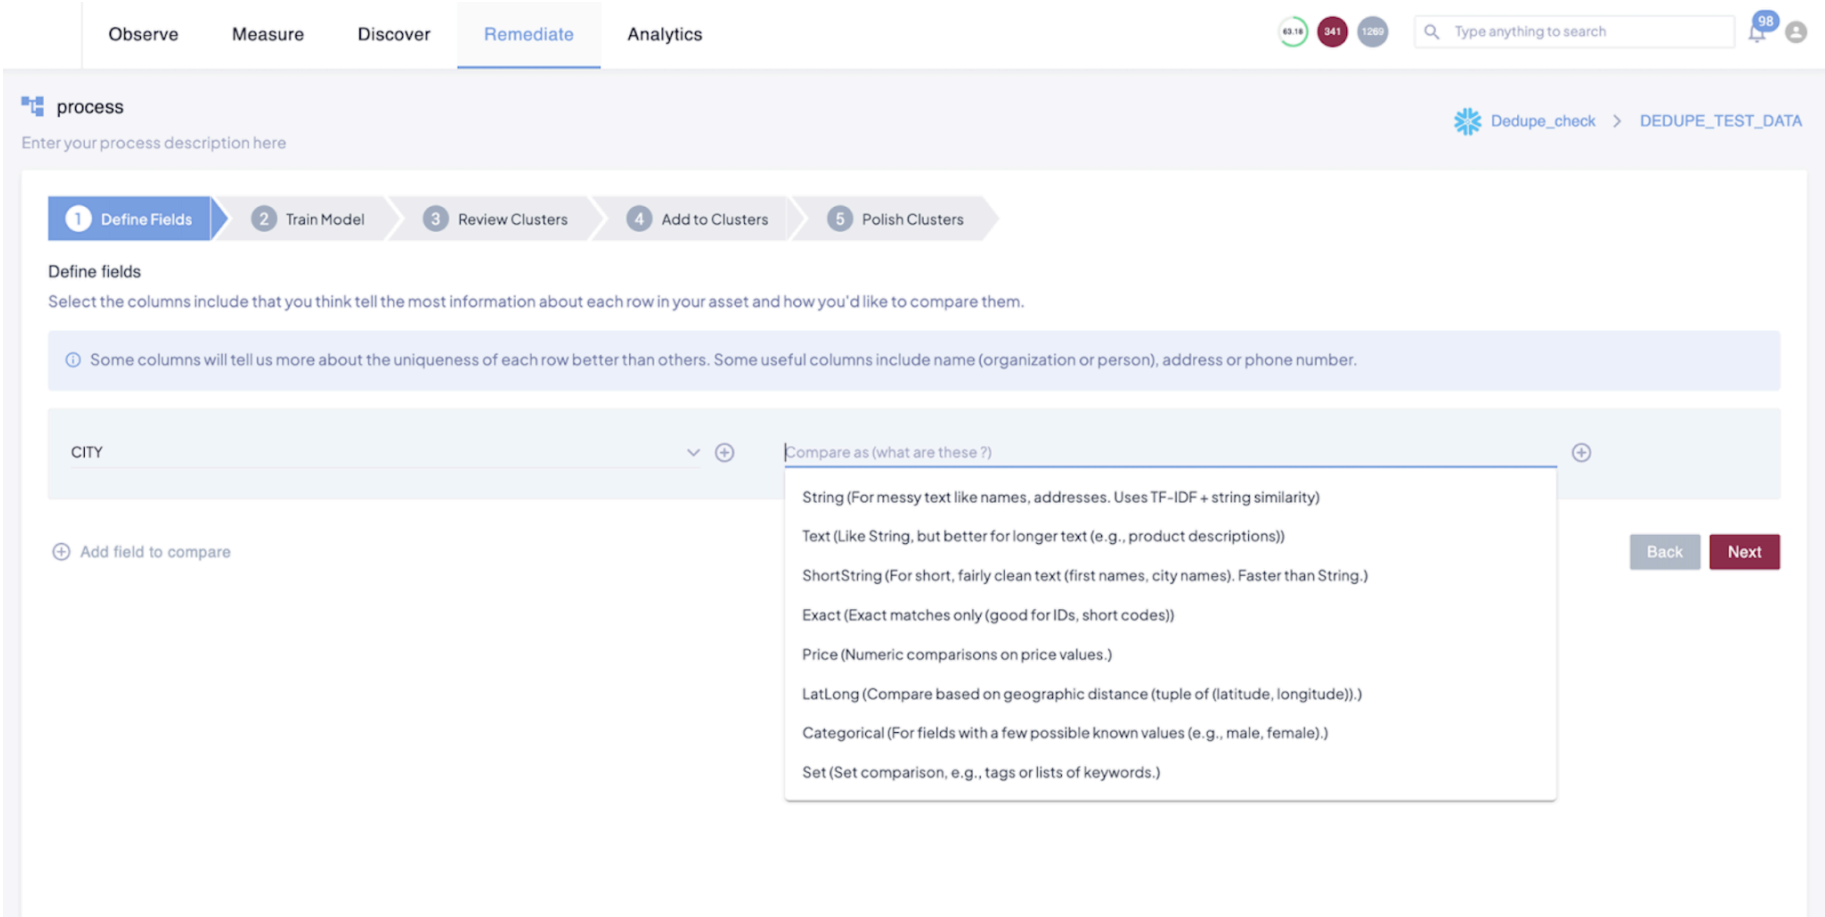 Observe Measure Discover Remediate Analytics 63.18 341 1269 Type anything to search 98
process
Enter your process description here
Dedupe_check > DEDUPE_TEST_DATA
1 Define Fields 2 Train Model 3 Review Clusters 4 Add to Clusters 5 Polish Clusters
Define fields
Select the columns include that you think tell the most information about each row in your asset and how you'd like to compare them.
Some columns will tell us more about the uniqueness of each row better than others. Some useful columns include name (organization or person), address or phone number.
CITY Compare as (what are these ?)
String (For messy text like names, addresses. Uses TF-IDF + string similarity)
Text (Like String, but better for longer text (e.g., product descriptions))
ShortString (For short, fairly clean text (first names, city names). Faster than String.)
Exact (Exact matches only (good for IDs, short codes))
Price (Numeric comparisons on price values.)
LatLong (Compare based on geographic distance (tuple of (latitude, longitude)).)
Categorical (For fields with a few possible known values (e.g., male, female).)
Set (Set comparison, e.g., tags or lists of keywords.)
Add field to compare
Back Next